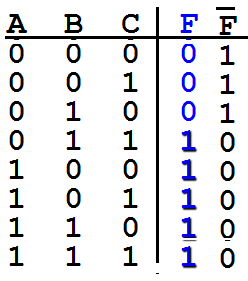 A B C F F̅
0 0 0 0 1
0 0 1 0 1
0 1 0 0 1
0 1 1 1 0
1 0 0 1 0
1 0 1 1 0
1 1 0 1 0
1 1 1 1 0